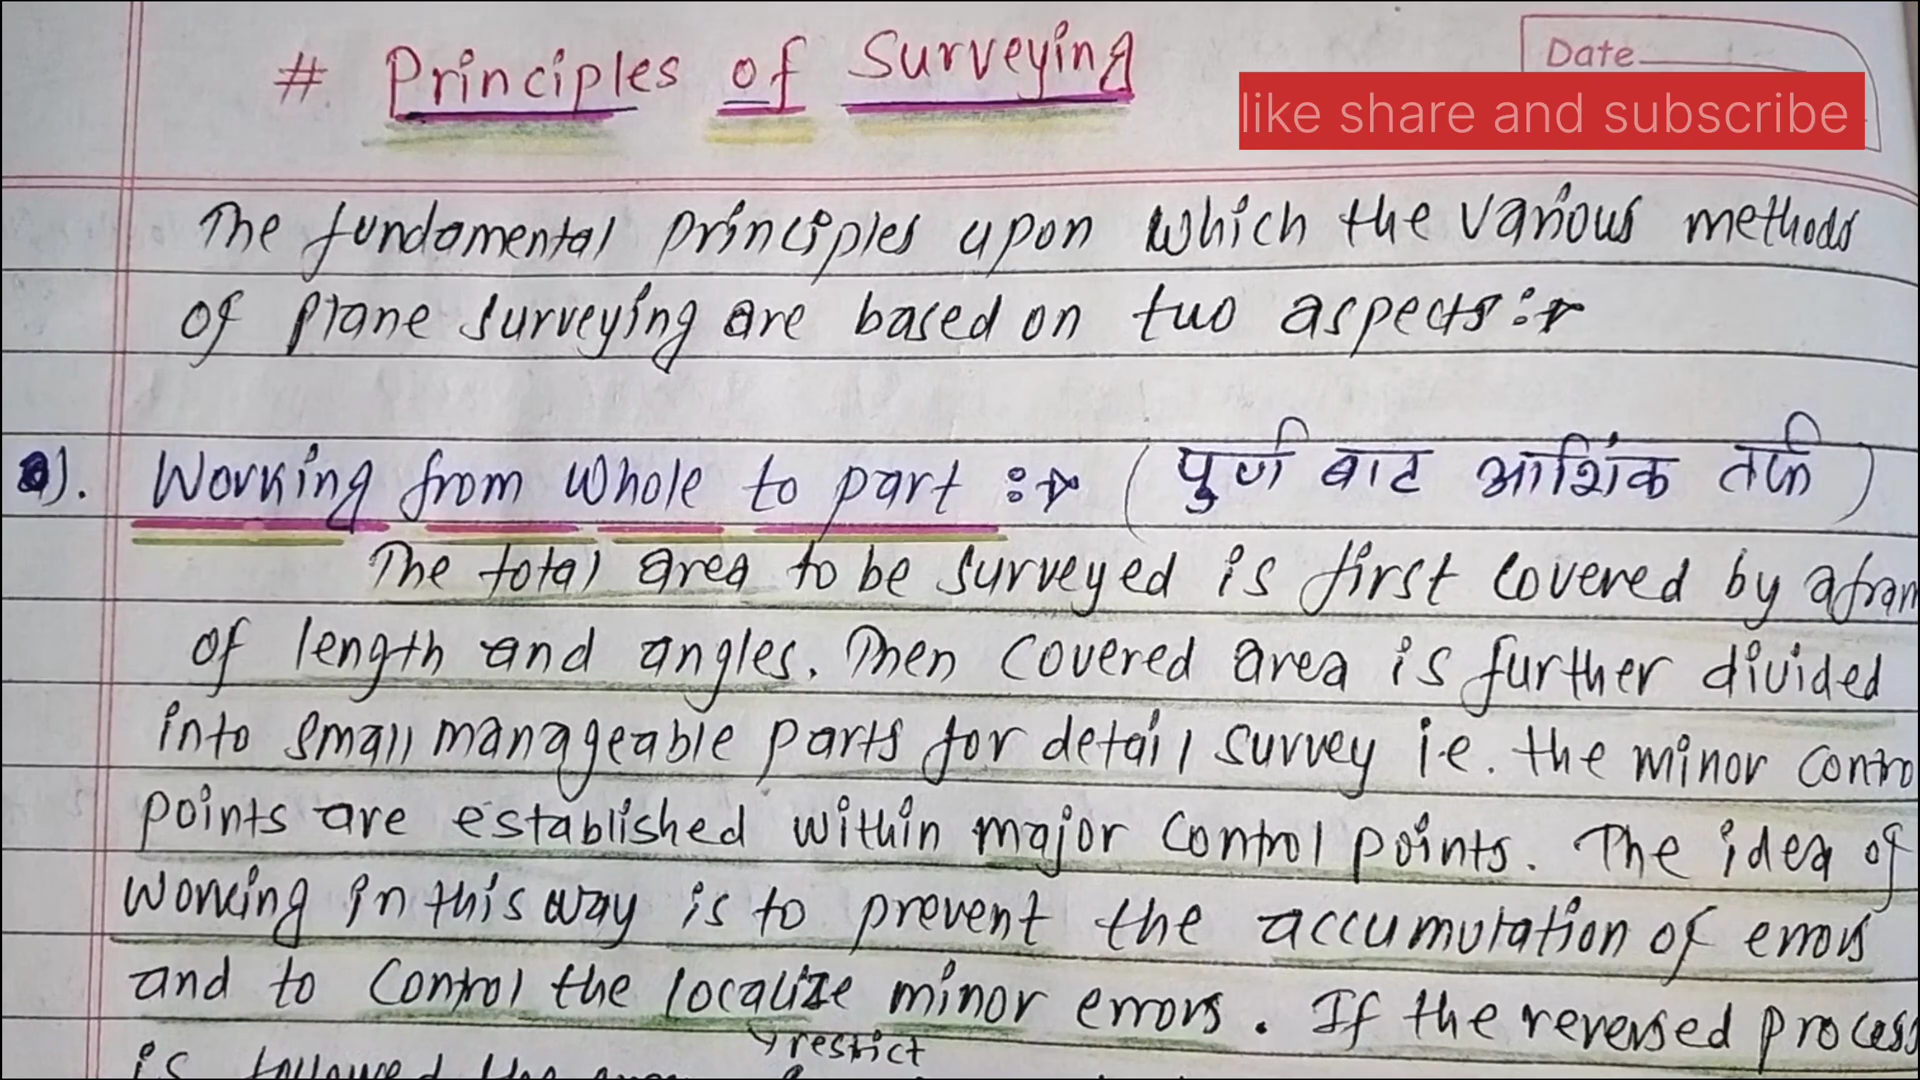 # Principles of Surveying
Date
like share and subscribe
The fundamental principles upon which the various methods
of plane surveying are based on two aspects :→
a). Working from whole to part :→ (पुर्ण बाट आशिंक तर्फ)
The total area to be surveyed is first covered by a fram
of length and angles. Then covered area is further divided
into small manageable parts for detail survey i.e. the minor contro
points are established within major control points. The idea of
working in this way is to prevent the accumulation of errors
and to control the localize minor errors. If the reversed process
→ restrict
is followed the